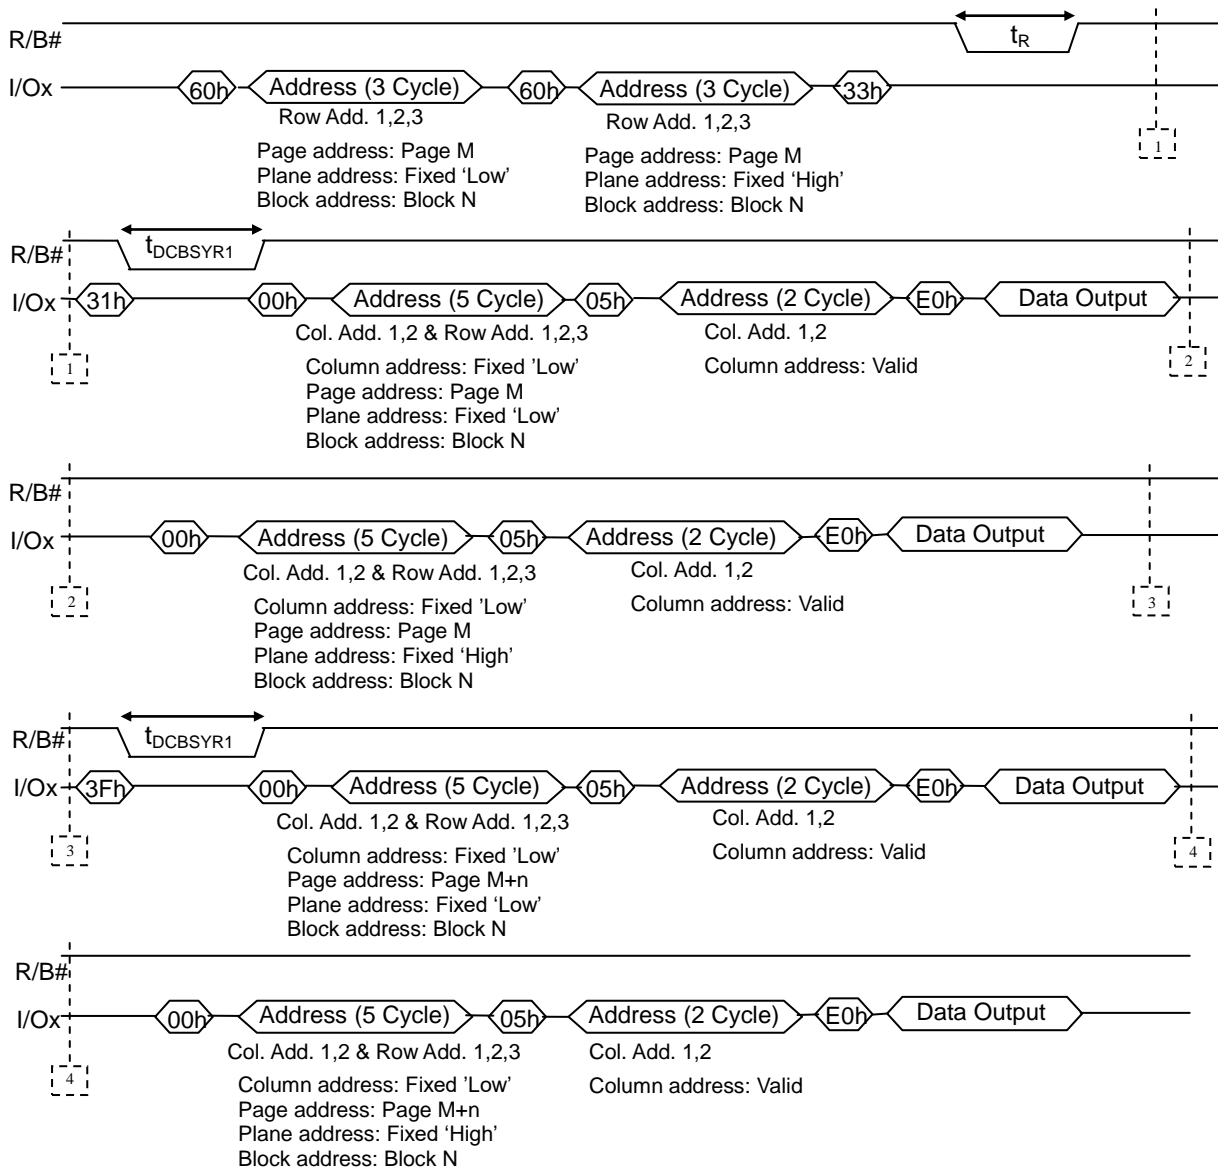 R/B# tR
I/Ox 60h Address (3 Cycle) 60h Address (3 Cycle) 33h
Row Add. 1,2,3 Row Add. 1,2,3
Page address: Page M Page address: Page M
Plane address: Fixed ‘Low’ Plane address: Fixed ‘High’
Block address: Block N Block address: Block N
1
R/B# tDCBSYR1
I/Ox 31h 00h Address (5 Cycle) 05h Address (2 Cycle) E0h Data Output
Col. Add. 1,2 & Row Add. 1,2,3 Col. Add. 1,2
Column address: Fixed ’Low’ Column address: Valid
Page address: Page M
Plane address: Fixed ‘Low’
Block address: Block N
1 2
R/B#
I/Ox 00h Address (5 Cycle) 05h Address (2 Cycle) E0h Data Output
Col. Add. 1,2 & Row Add. 1,2,3 Col. Add. 1,2
Column address: Fixed ’Low’ Column address: Valid
Page address: Page M
Plane address: Fixed ‘High’
Block address: Block N
2 3
R/B# tDCBSYR1
I/Ox 3Fh 00h Address (5 Cycle) 05h Address (2 Cycle) E0h Data Output
Col. Add. 1,2 & Row Add. 1,2,3 Col. Add. 1,2
Column address: Fixed ’Low’ Column address: Valid
Page address: Page M+n
Plane address: Fixed ‘Low’
Block address: Block N
3 4
R/B#
I/Ox 00h Address (5 Cycle) 05h Address (2 Cycle) E0h Data Output
Col. Add. 1,2 & Row Add. 1,2,3 Col. Add. 1,2
Column address: Fixed ’Low’ Column address: Valid
Page address: Page M+n
Plane address: Fixed ‘High’
Block address: Block N
4